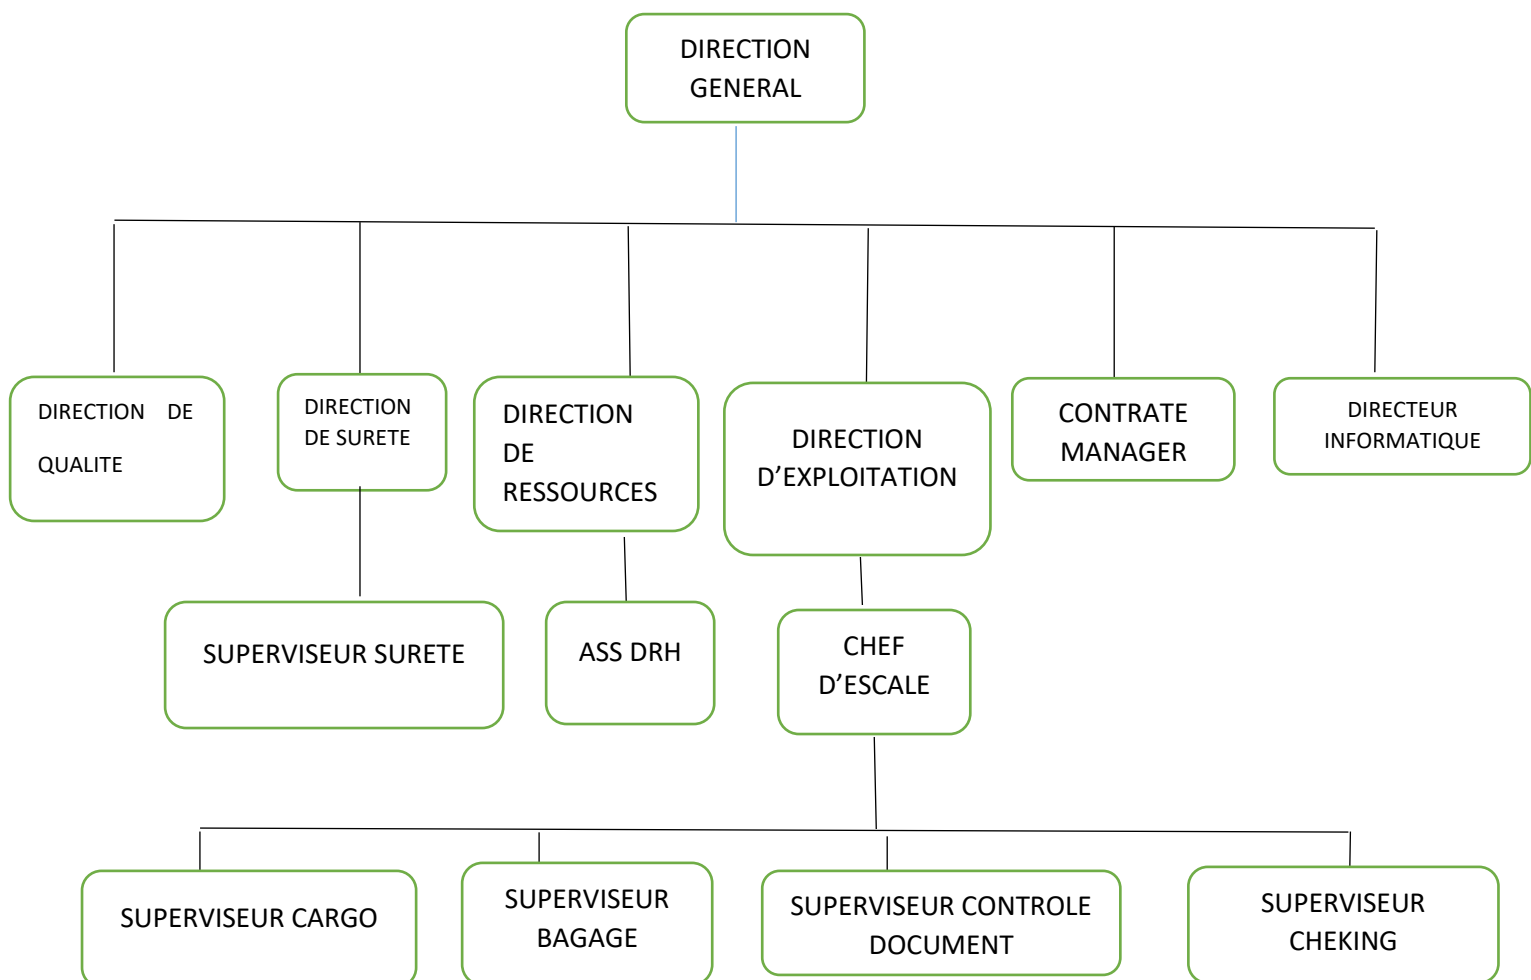 DIRECTION
GENERAL
DIRECTION DE
QUALITE
DIRECTION
DE SURETE
DIRECTION
DE
RESSOURCES
DIRECTION
D’EXPLOITATION
CONTRATE
MANAGER
DIRECTEUR
INFORMATIQUE
SUPERVISEUR SURETE
ASS DRH
CHEF
D’ESCALE
SUPERVISEUR CARGO
SUPERVISEUR
BAGAGE
SUPERVISEUR CONTROLE
DOCUMENT
SUPERVISEUR
CHEKING